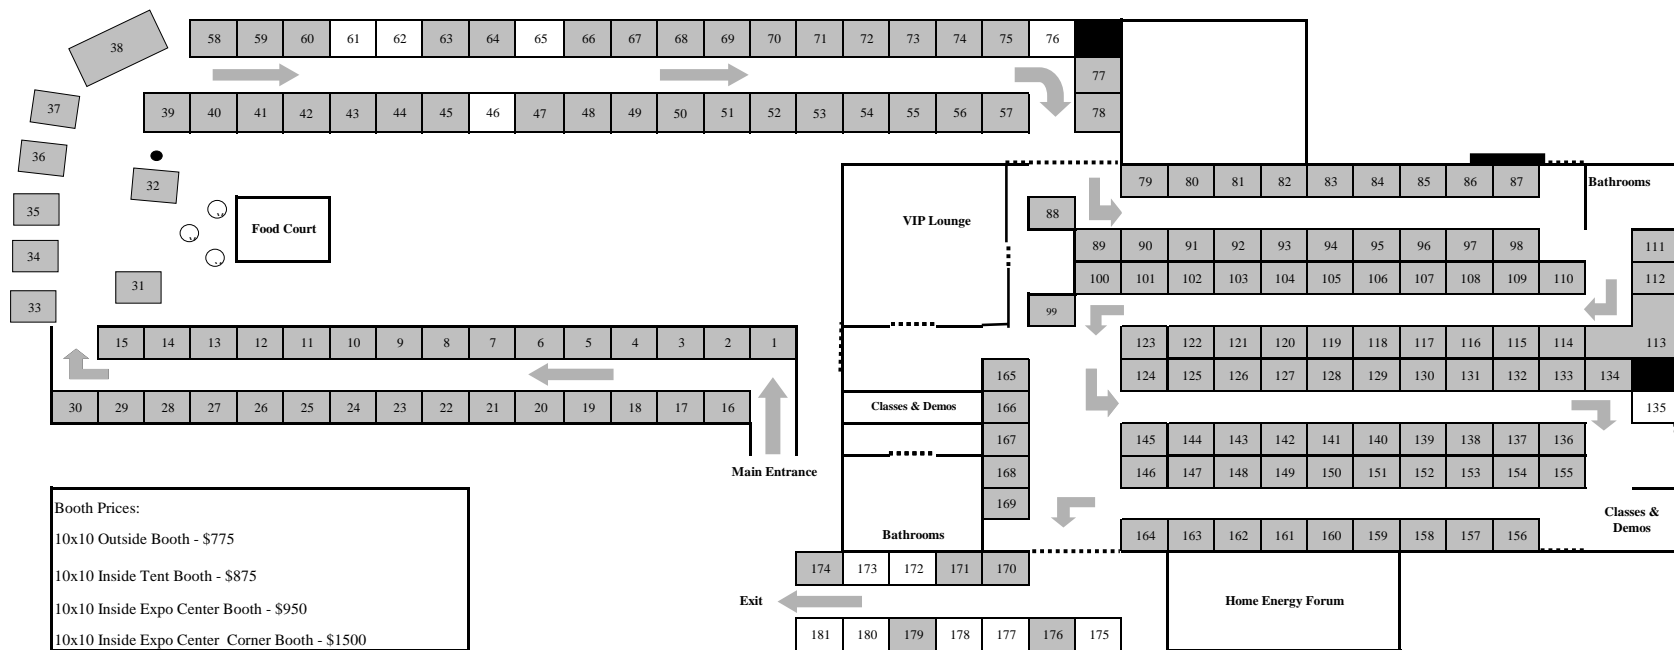 38
58 59 60 61 62 63 64 65 66 67 68 69 70 71 72 73 74 75 76
77
37
39 40 41 42 43 44 45 46 47 48 49 50 51 52 53 54 55 56 57 78
36
32
79 80 81 82 83 84 85 86 87 Bathrooms
35
88
VIP Lounge
Food Court
34
89 90 91 92 93 94 95 96 97 98 111
31
100 101 102 103 104 105 106 107 108 109 110 112
33
99
15 14 13 12 11 10 9 8 7 6 5 4 3 2 1
123 122 121 120 119 118 117 116 115 114 113
165
124 125 126 127 128 129 130 131 132 133 134
30 29 28 27 26 25 24 23 22 21 20 19 18 17 16
Classes & Demos
166
135
167
145 144 143 142 141 140 139 138 137 136
Main Entrance
168
146 147 148 149 150 151 152 153 154 155
169
Booth Prices:
10x10 Outside Booth - $775
10x10 Inside Tent Booth - $875
10x10 Inside Expo Center Booth - $950
10x10 Inside Expo Center  Corner Booth - $1500
Bathrooms
164 163 162 161 160 159 158 157 156
Classes &
Demos
174 173 172 171 170
Exit
Home Energy Forum
181 180 179 178 177 176 175